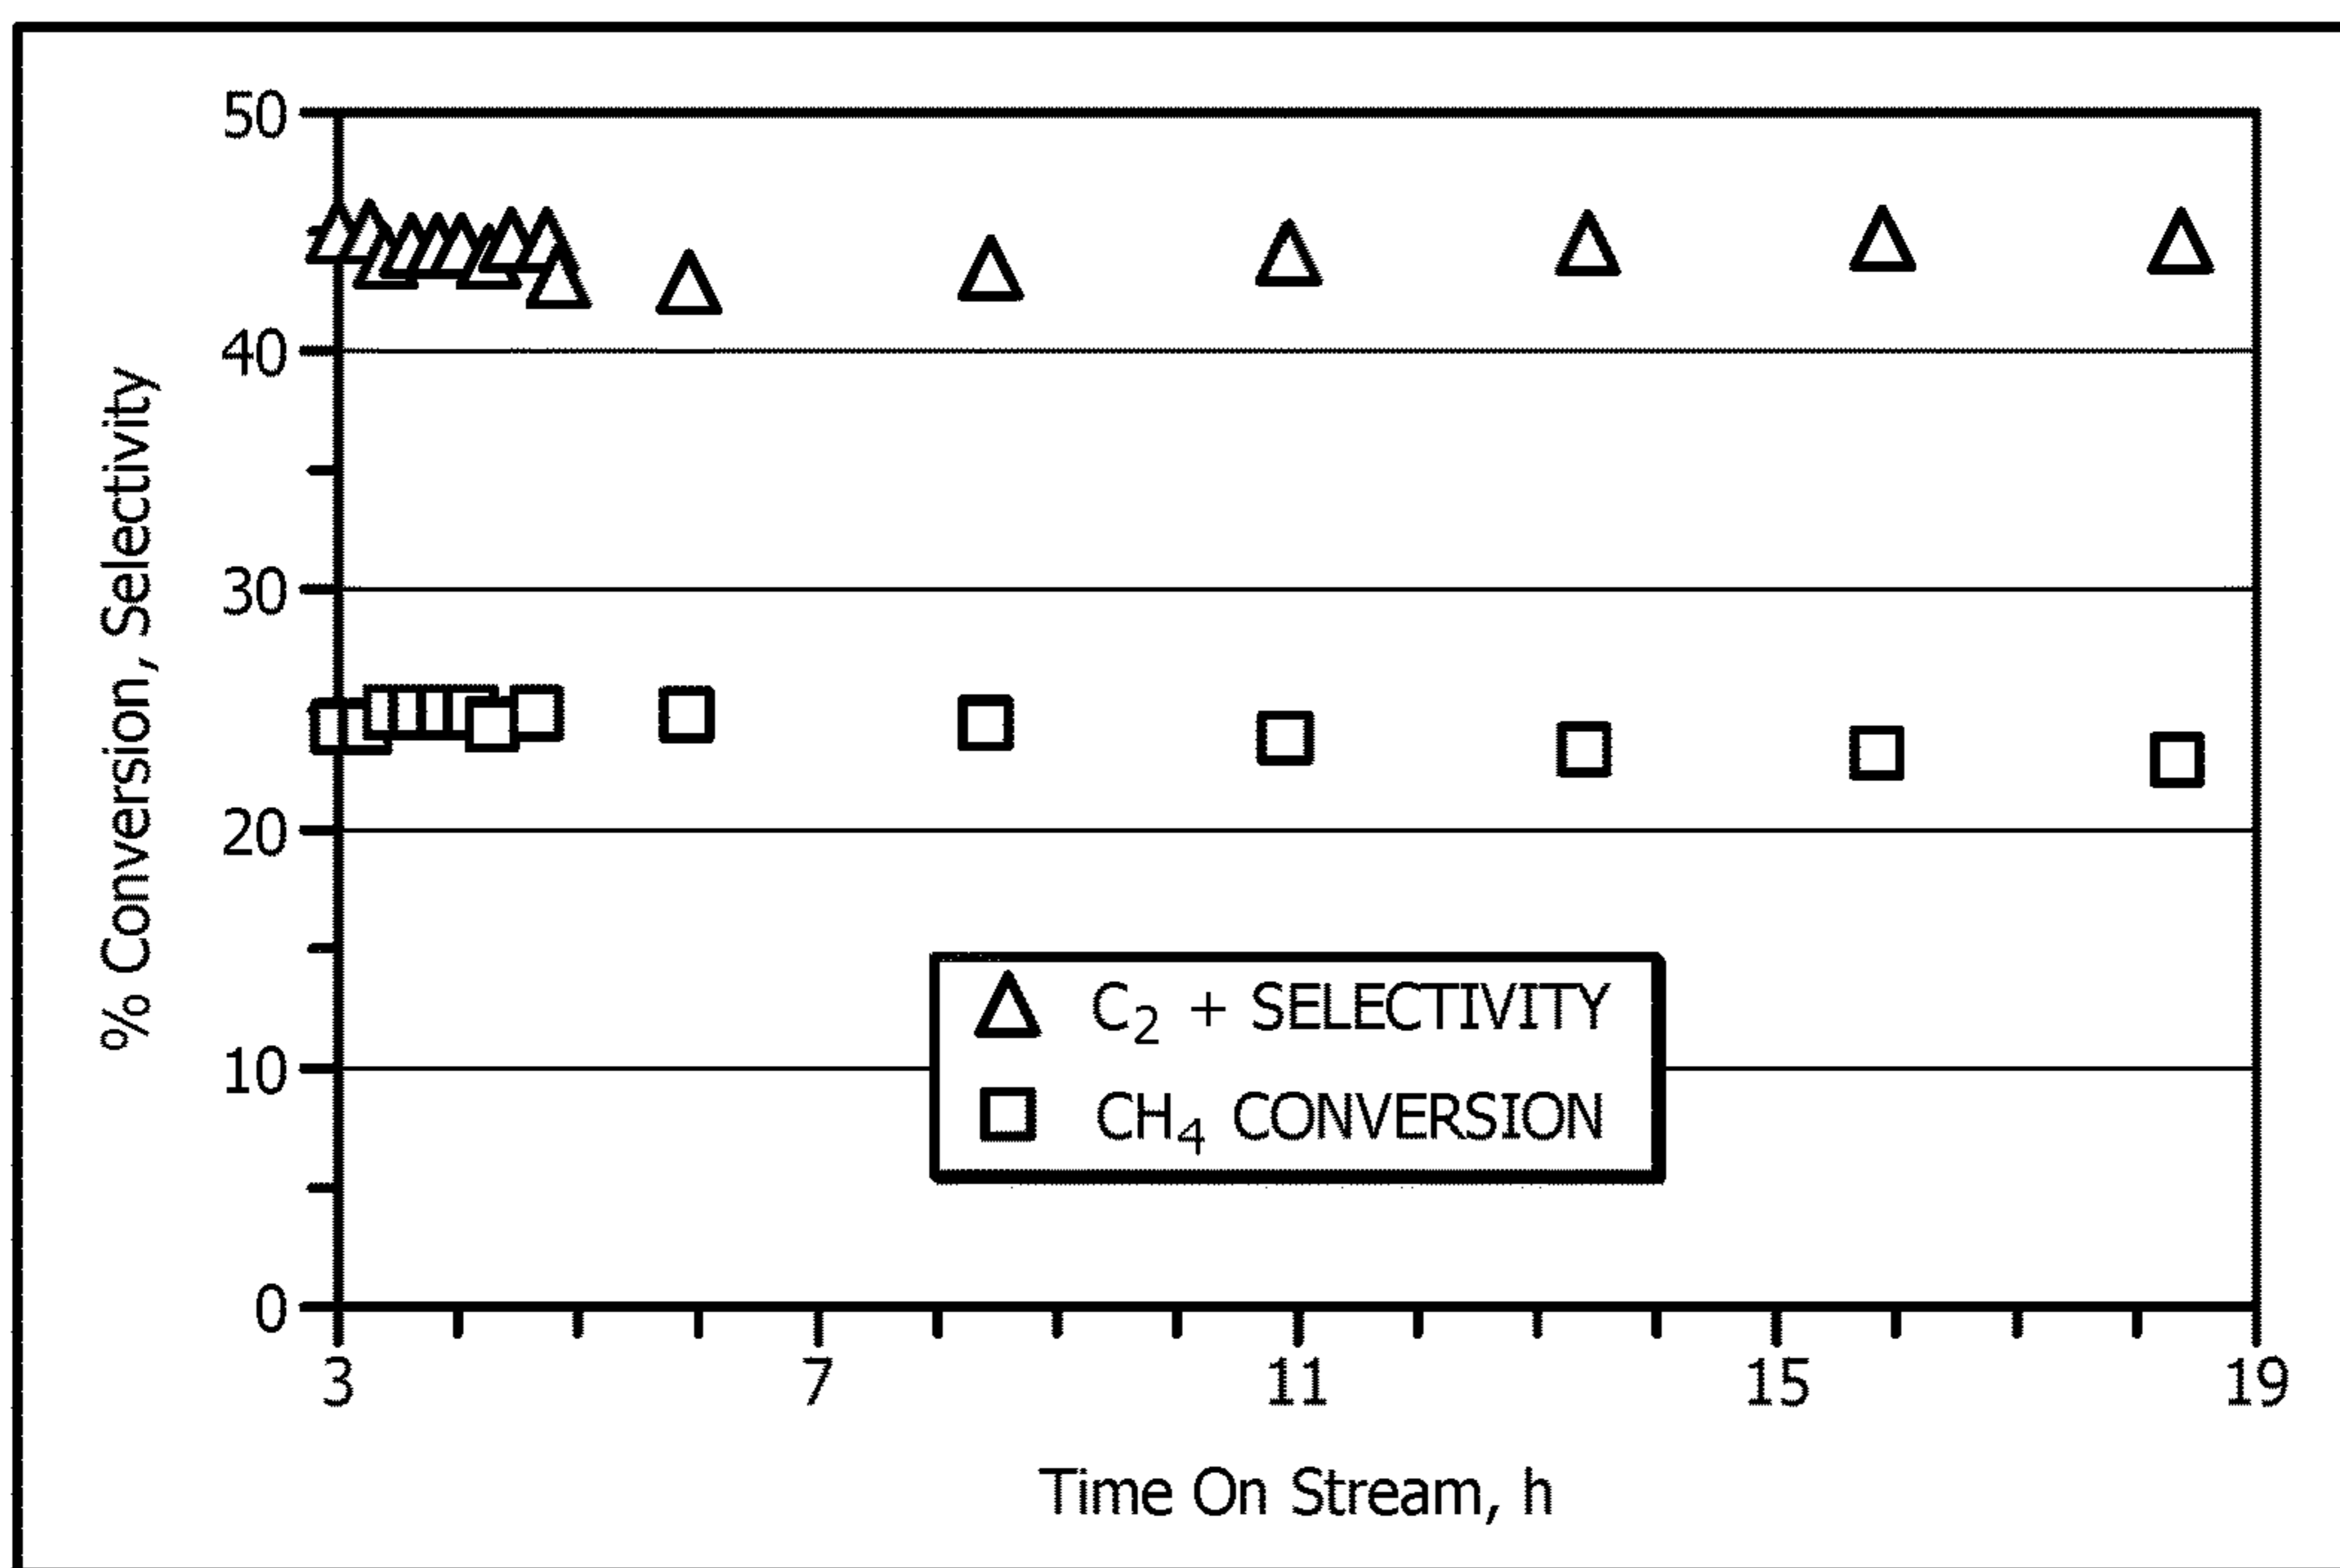 50
40
30
20
10
0
% Conversion, Selectivity
C₂ + SELECTIVITY
CH₄ CONVERSION
3 7 11 15 19
Time On Stream, h